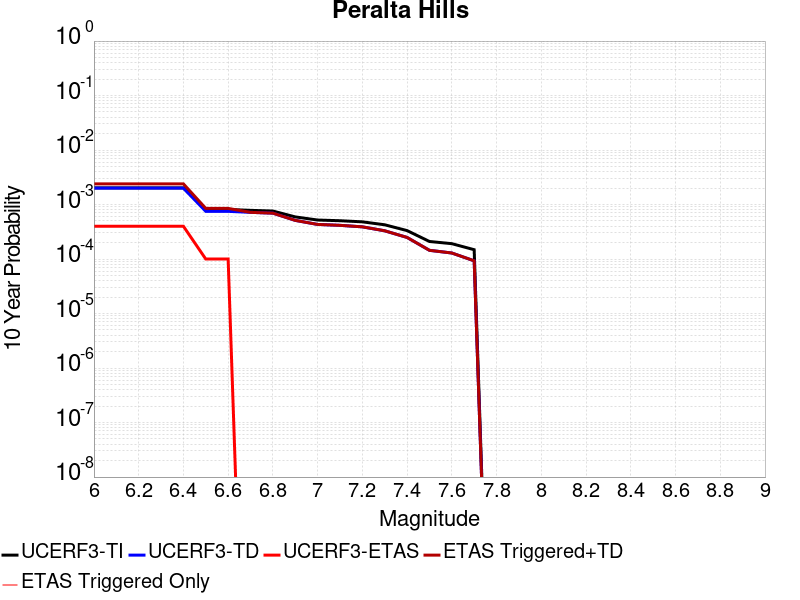 Peralta Hills
10^0
10^-1
10^-2
10^-3
10^-4
10^-5
10^-6
10^-7
10^-8
10 Year Probability
6 6.2 6.4 6.6 6.8 7 7.2 7.4 7.6 7.8 8 8.2 8.4 8.6 8.8 9
Magnitude
UCERF3-TI UCERF3-TD UCERF3-ETAS ETAS Triggered+TD
ETAS Triggered Only